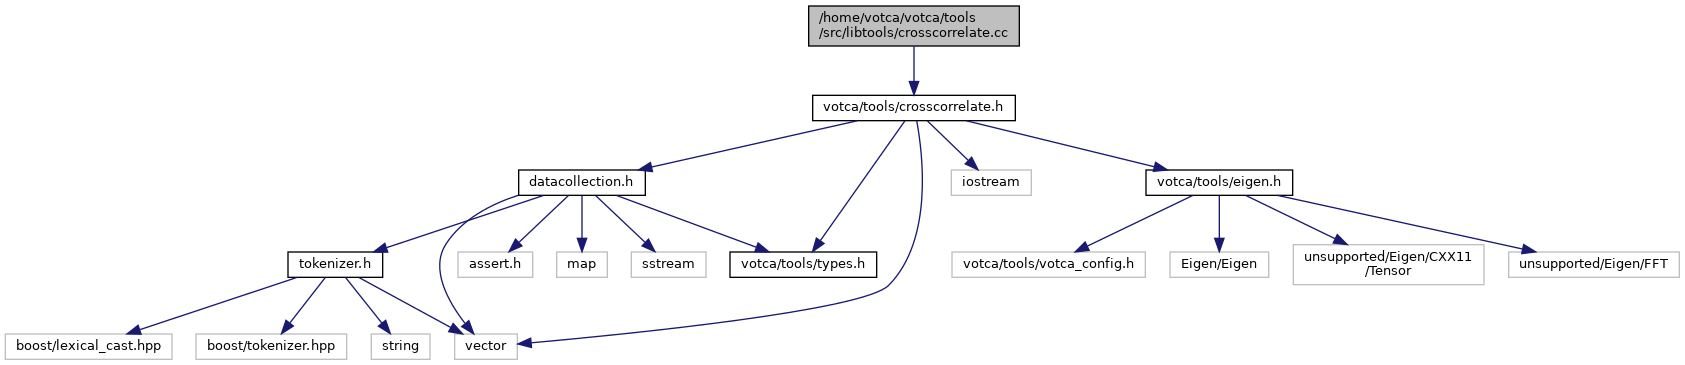 /home/votca/votca/tools
/src/libtools/crosscorrelate.cc
votca/tools/crosscorrelate.h
datacollection.h
iostream
votca/tools/eigen.h
tokenizer.h
assert.h
map
sstream
votca/tools/types.h
votca/tools/votca_config.h
Eigen/Eigen
unsupported/Eigen/CXX11
/Tensor
unsupported/Eigen/FFT
boost/lexical_cast.hpp
boost/tokenizer.hpp
string
vector